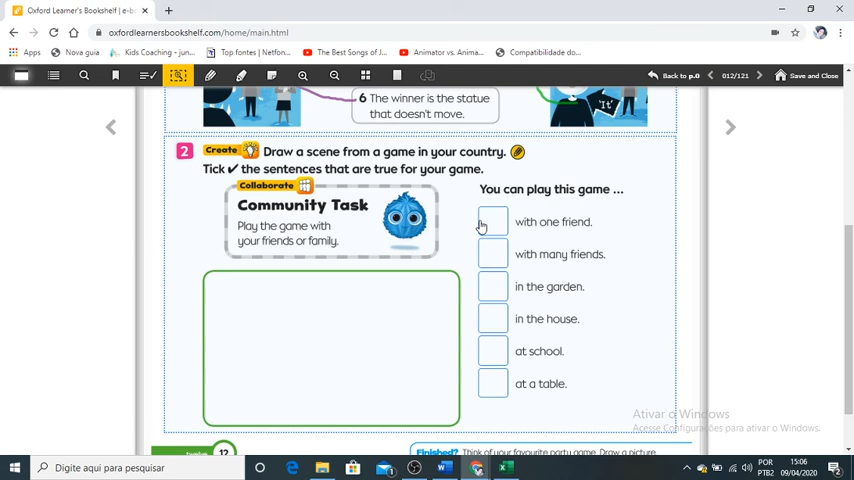 Oxford Learner's Bookshelf | e-bo
oxfordlearnersbookshelf.com/home/main.html
Apps
Nova guia
Kids Coaching - jun...
Top fontes | Netfon...
The Best Songs of J...
Animator vs. Anima...
Compatibilidade do...
Back to p.0
012/121
Save and Close
6 The winner is the statue
that doesn't move.
"It"
2
Create
Draw a scene from a game in your country.
Tick ✔ the sentences that are true for your game.
Collaborate
Community Task
Play the game with
your friends or family.
You can play this game ...
with one friend.
with many friends.
in the garden.
in the house.
at school.
at a table.
Ativar o Windows
Acesse Configurações para ativar o Windows.
12
Finished? Think of your favourite party game. Draw a picture.
Digite aqui para pesquisar
POR
PTB2
15:06
09/04/2020
2